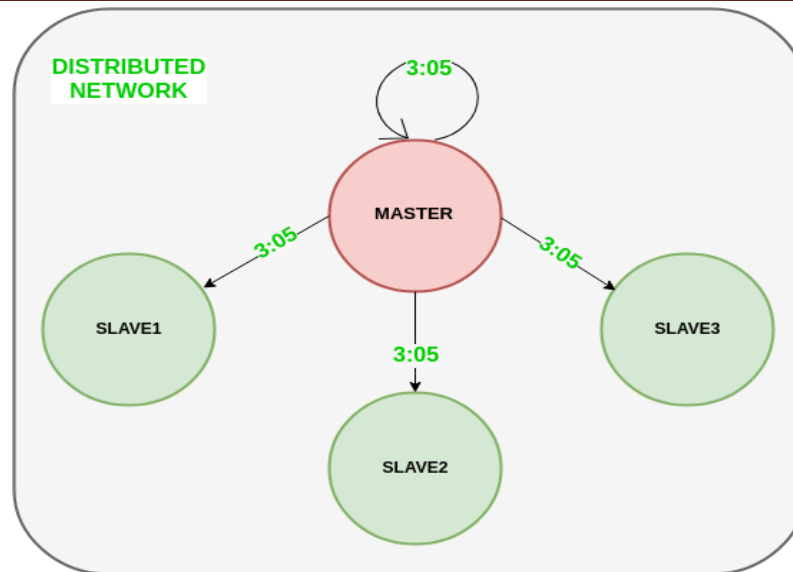 DISTRIBUTED
NETWORK
3:05
MASTER
3:05
3:05
SLAVE1
SLAVE3
3:05
SLAVE2